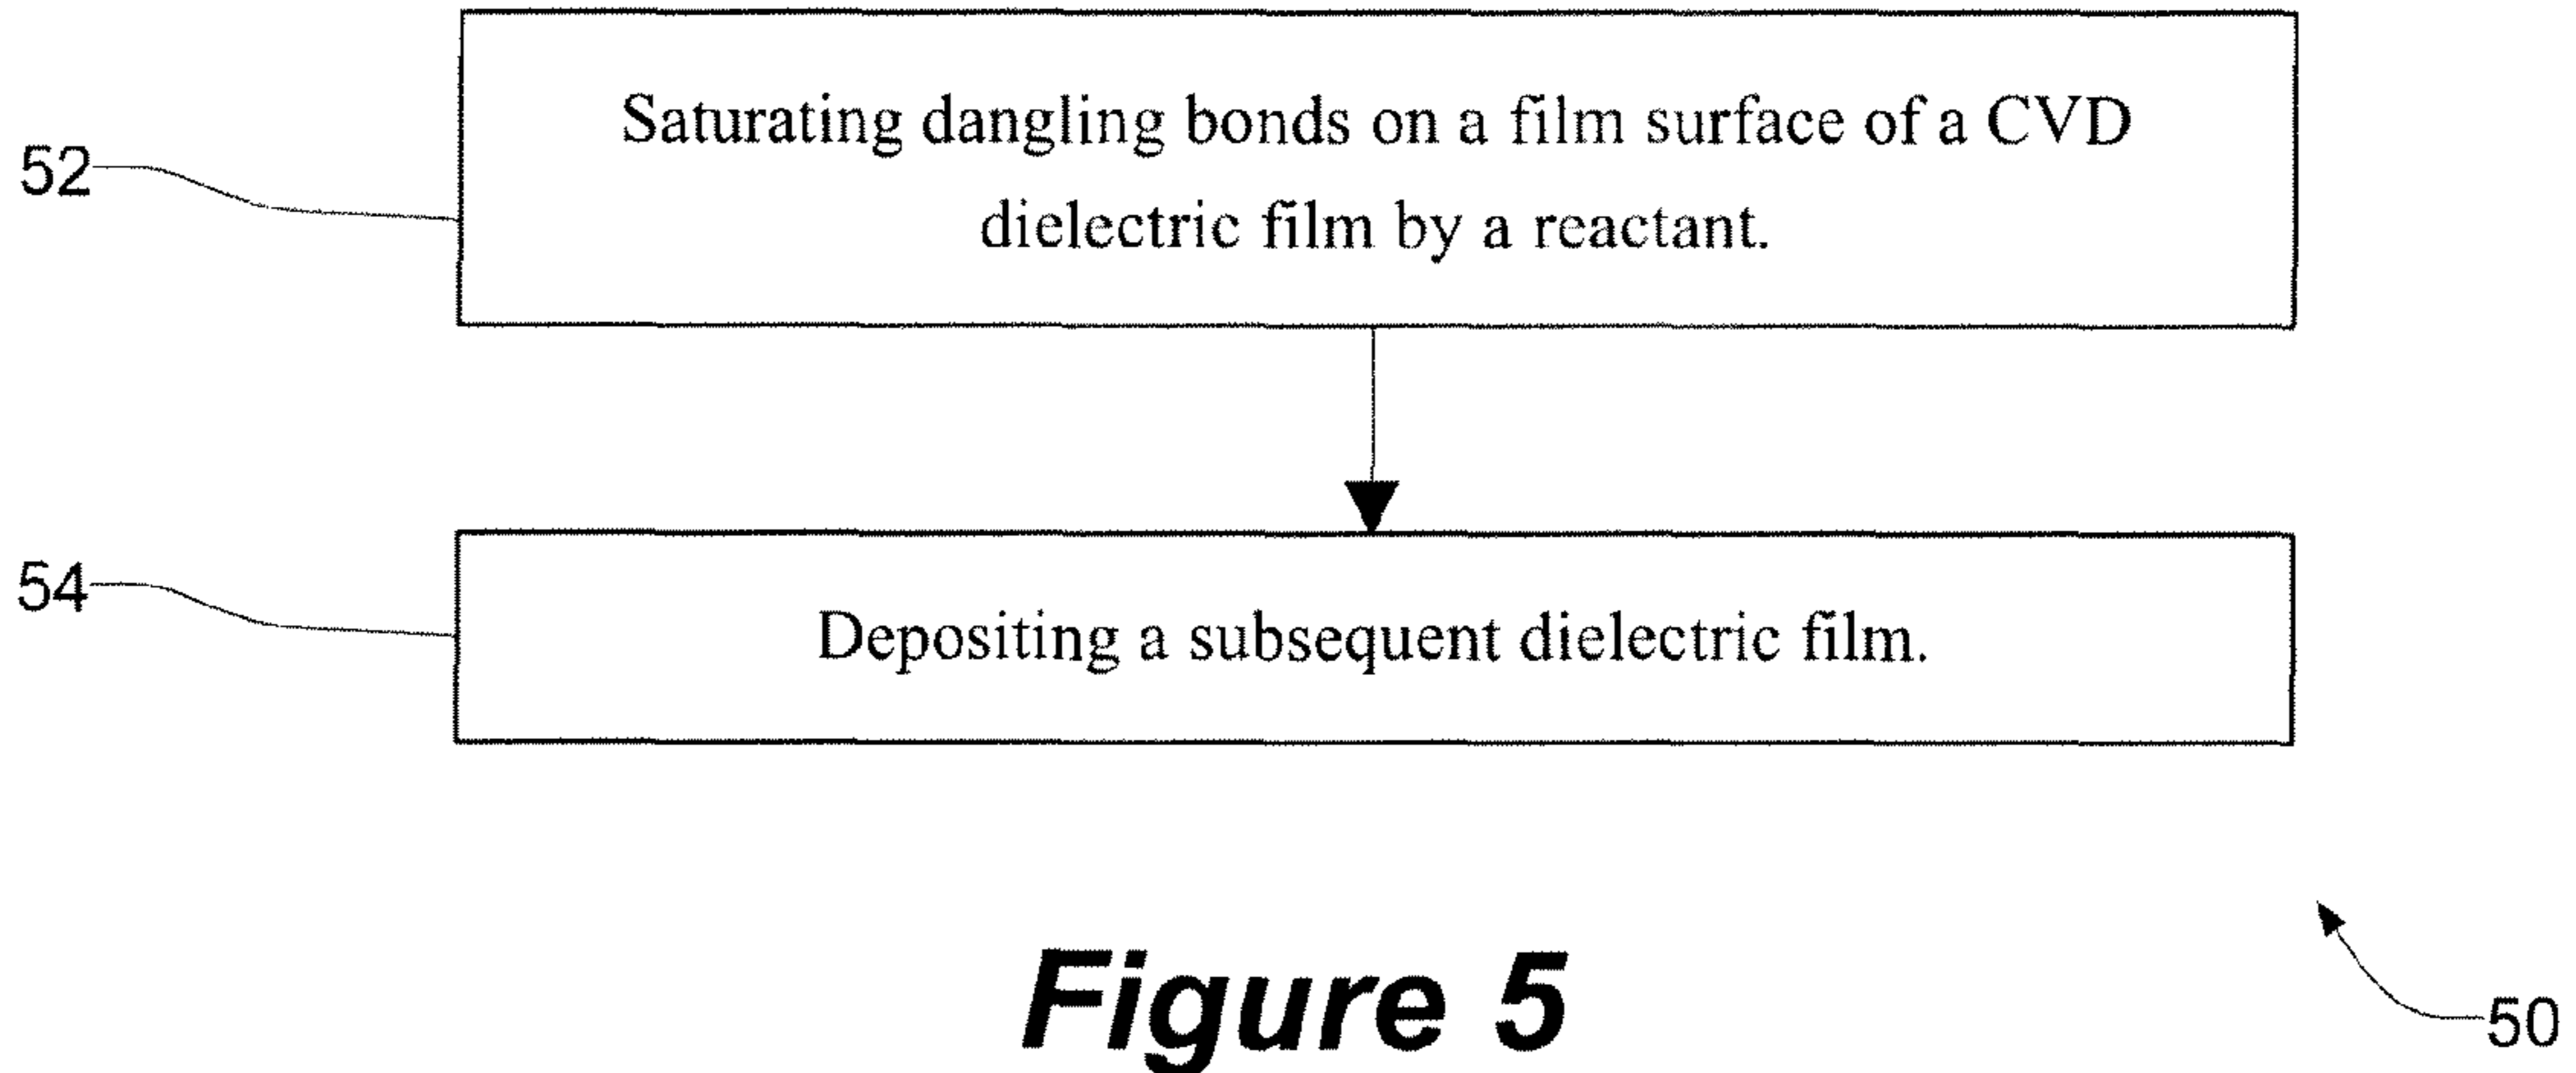 52
Saturating dangling bonds on a film surface of a CVD
dielectric film by a reactant.
54
Depositing a subsequent dielectric film.
Figure 5
50